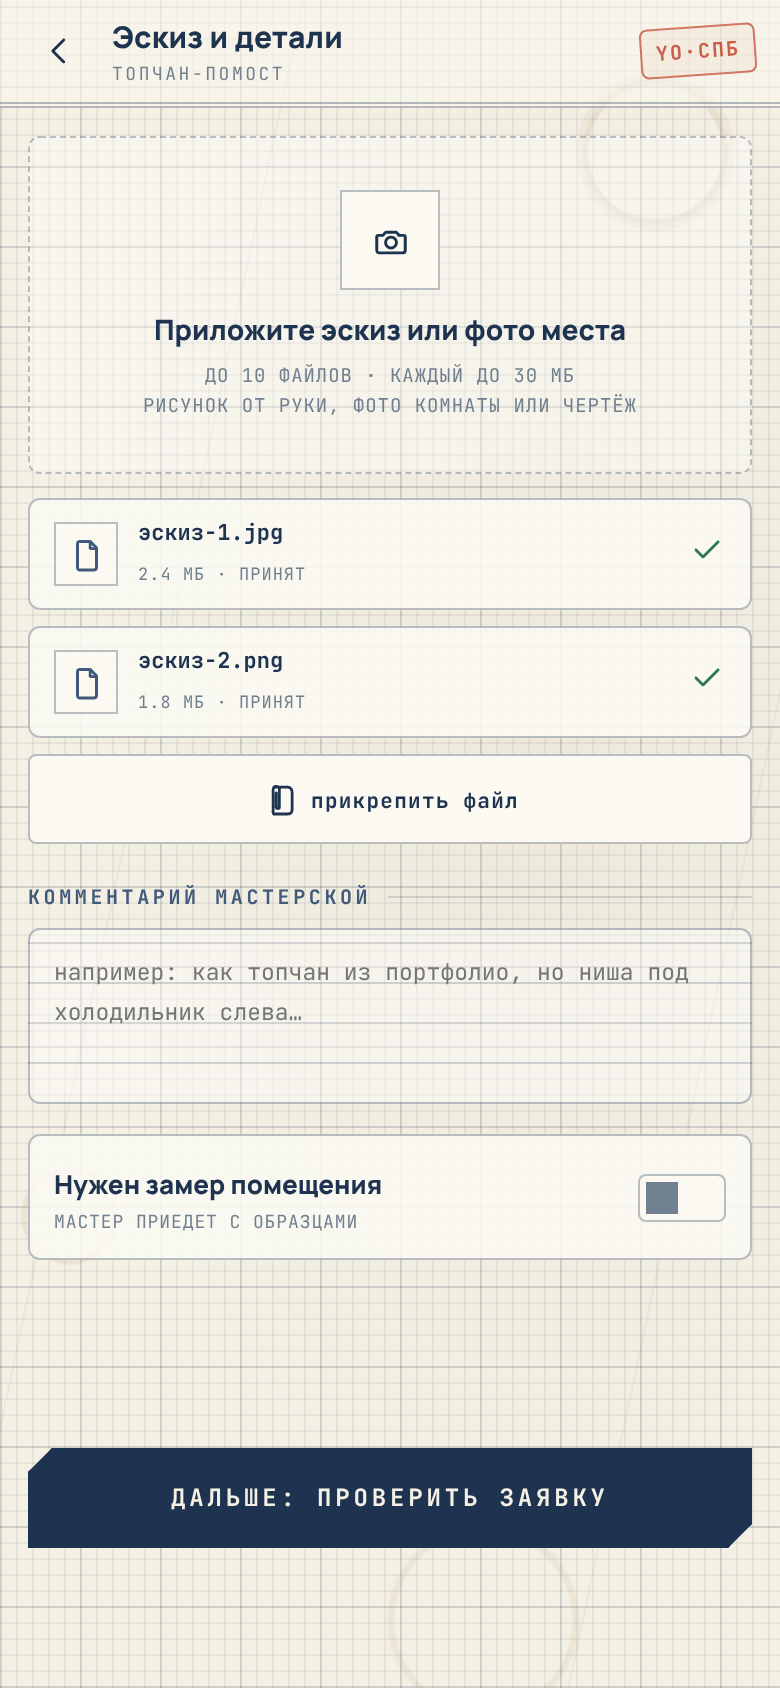 Эскиз и детали
ТОПЧАН-ПОМОСТ
YO·СПБ
Приложите эскиз или фото места
ДО 10 ФАЙЛОВ · КАЖДЫЙ ДО 30 МБ
РИСУНОК ОТ РУКИ, ФОТО КОМНАТЫ ИЛИ ЧЕРТЁЖ
эскиз-1.jpg
2.4 МБ · ПРИНЯТ
эскиз-2.png
1.8 МБ · ПРИНЯТ
прикрепить файл
КОММЕНТАРИЙ МАСТЕРСКОЙ
например: как топчан из портфолио, но ниша под
холодильник слева…
Нужен замер помещения
МАСТЕР ПРИЕДЕТ С ОБРАЗЦАМИ
ДАЛЬШЕ: ПРОВЕРИТЬ ЗАЯВКУ